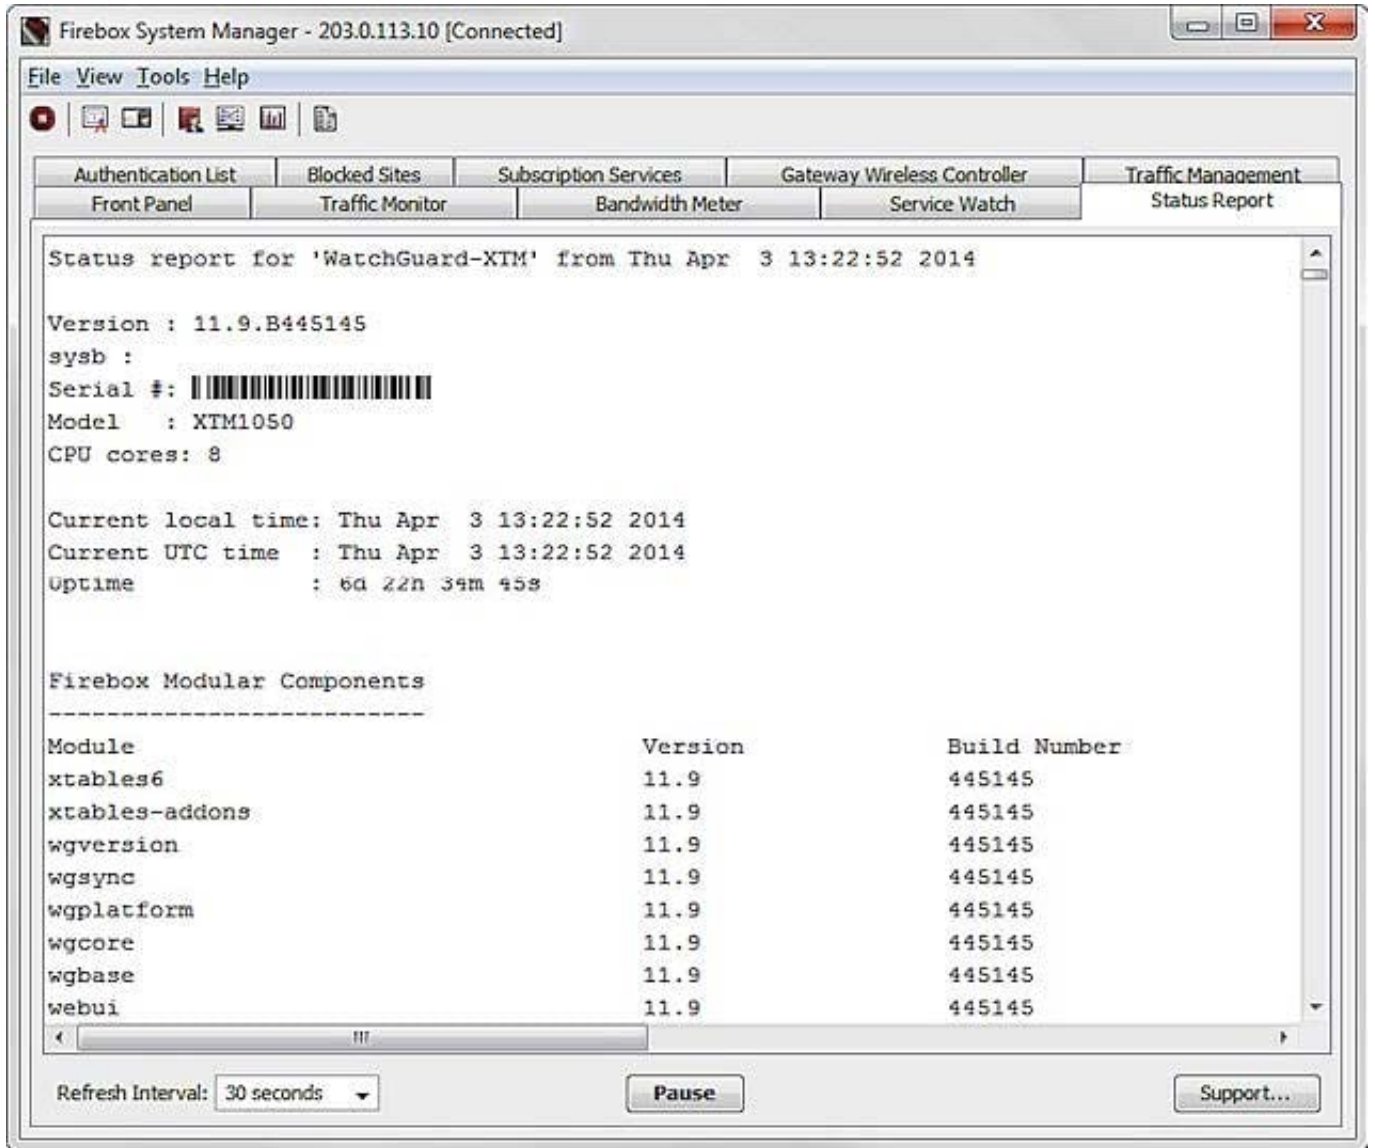 Firebox System Manager - 203.0.113.10 [Connected]
File View Tools Help
Authentication List Blocked Sites Subscription Services Gateway Wireless Controller Traffic Management
Front Panel Traffic Monitor Bandwidth Meter Service Watch Status Report
Status report for 'WatchGuard-XTM' from Thu Apr  3 13:22:52 2014
Version : 11.9.B445145
sysb :
Serial #:
Model   : XTM1050
CPU cores: 8
Current local time: Thu Apr  3 13:22:52 2014
Current UTC time  : Thu Apr  3 13:22:52 2014
Uptime            : 6d 22h 34m 45s
Firebox Modular Components
--------------------------
Module Version Build Number
xtables6 11.9 445145
xtables-addons 11.9 445145
wgversion 11.9 445145
wgsync 11.9 445145
wgplatform 11.9 445145
wgcore 11.9 445145
wgbase 11.9 445145
webui 11.9 445145
Refresh Interval: 30 seconds Pause Support...